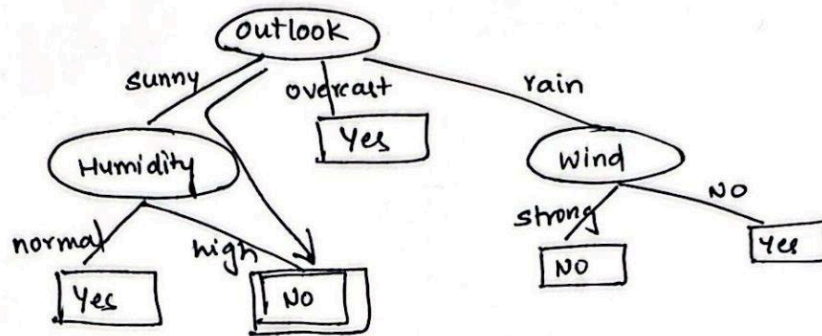 Outlook
sunny overcast rain
Yes
Humidity Wind
normal high strong NO
Yes NO NO Yes